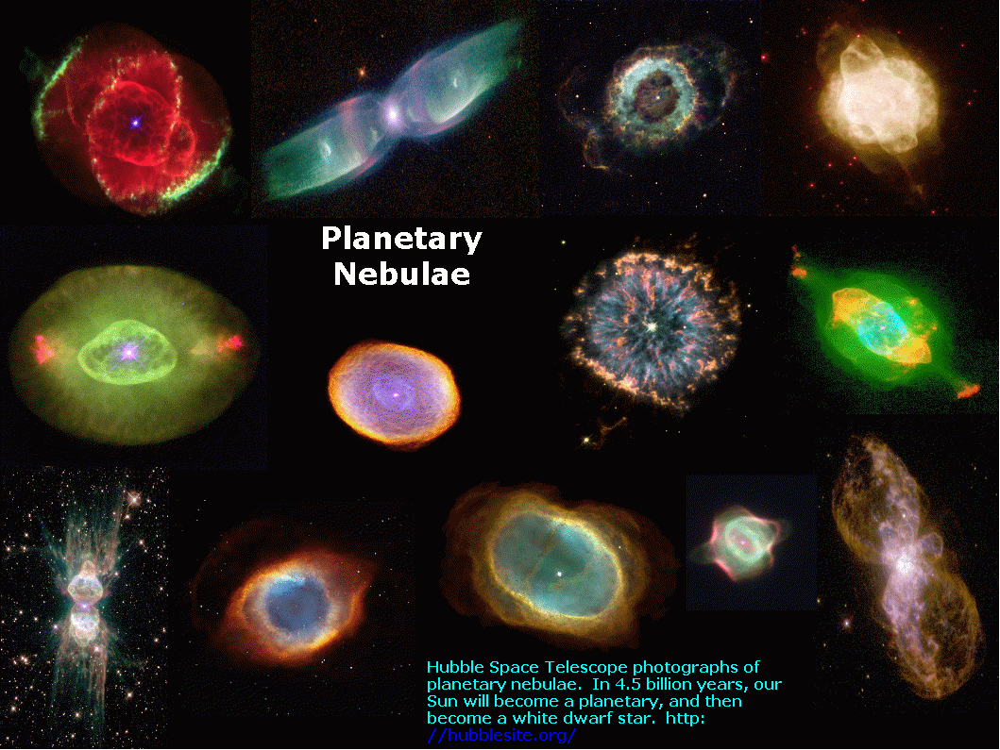 Planetary
Nebulae
Hubble Space Telescope photographs of
planetary nebulae.  In 4.5 billion years, our
Sun will become a planetary, and then
become a white dwarf star.  http:
//hubblesite.org/